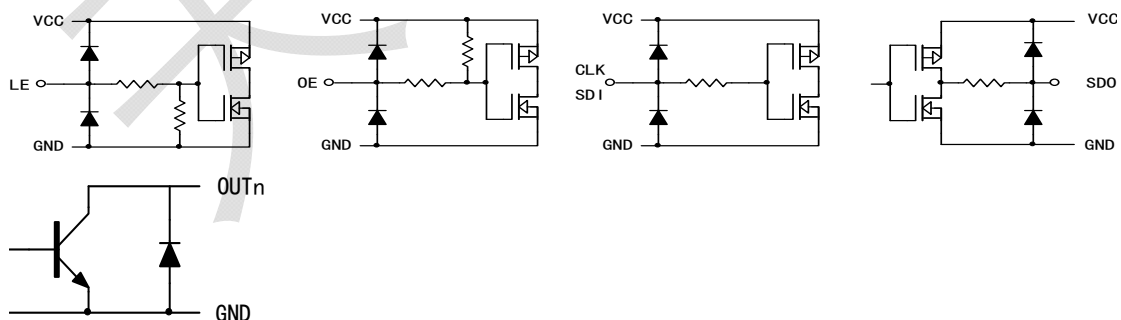 VCC
LE
GND
VCC
OE
GND
VCC
CLK
SDI
GND
VCC
SDO
GND
OUTn
GND